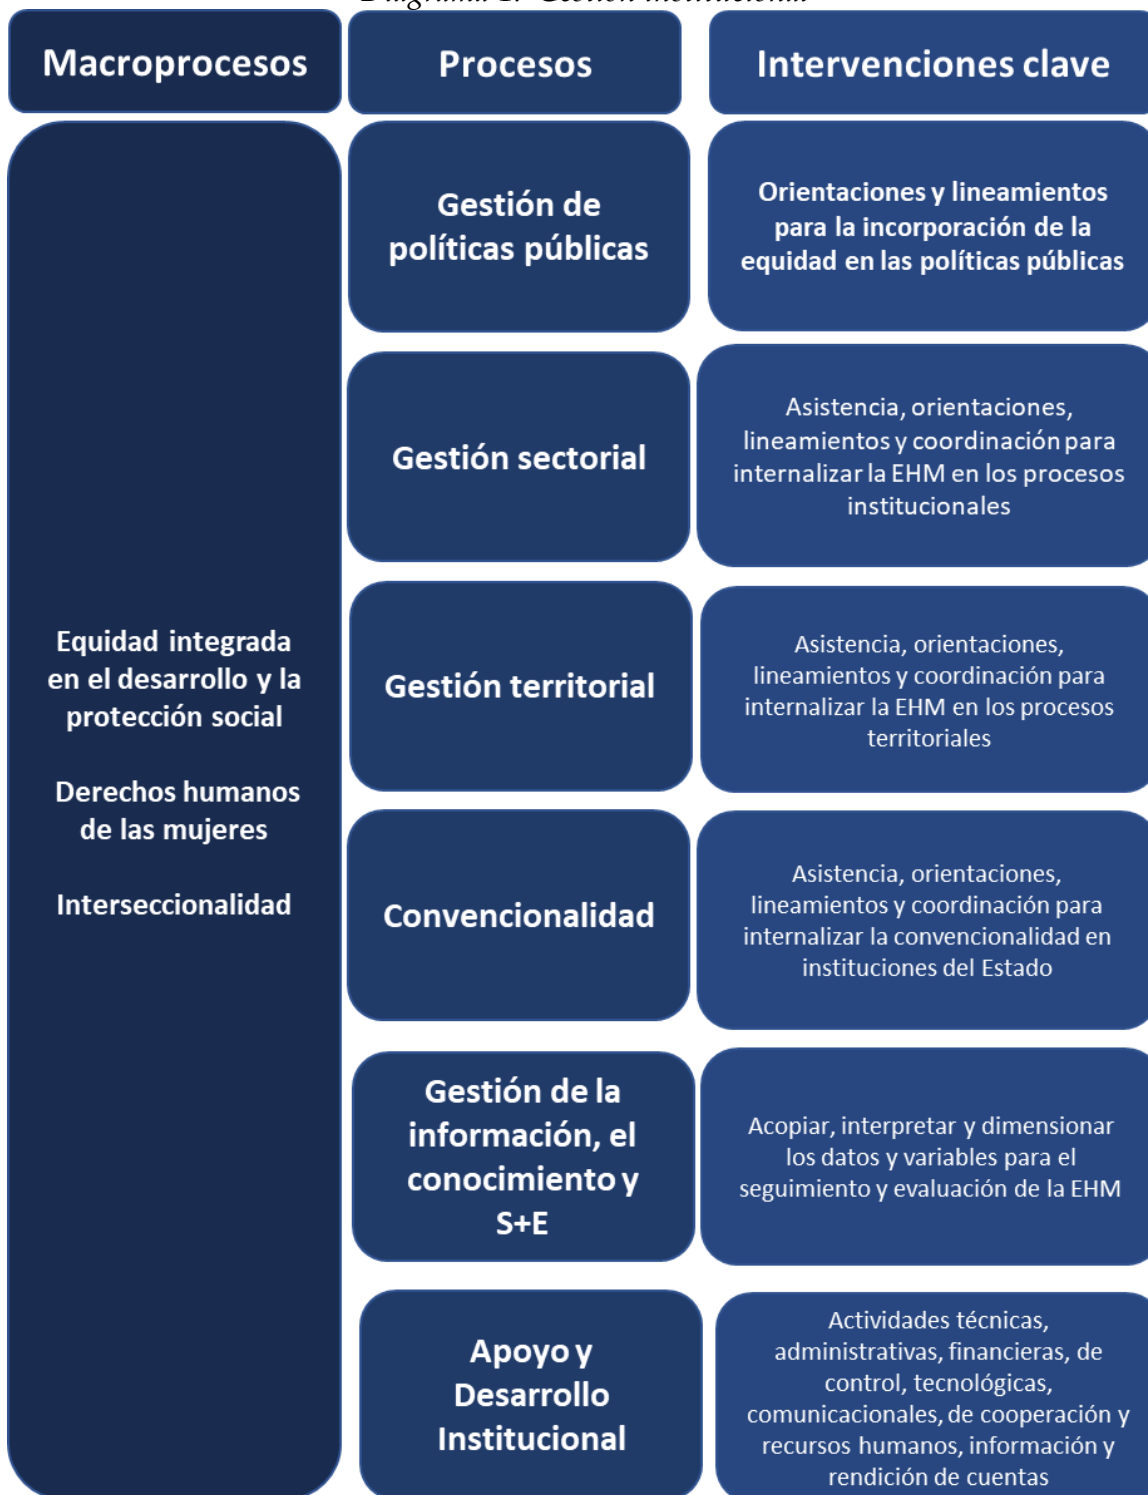 Diagrama 1. Gestión institucional
Macroprocesos
Procesos
Intervenciones clave
Equidad integrada
en el desarrollo y la
protección social
Derechos humanos
de las mujeres
Interseccionalidad
Gestión de
políticas públicas
Orientaciones y lineamientos
para la incorporación de la
equidad en las políticas públicas
Gestión sectorial
Asistencia, orientaciones,
lineamientos y coordinación para
internalizar la EHM en los procesos
institucionales
Gestión territorial
Asistencia, orientaciones,
lineamientos y coordinación para
internalizar la EHM en los procesos
territoriales
Convencionalidad
Asistencia, orientaciones,
lineamientos y coordinación para
internalizar la convencionalidad en
instituciones del Estado
Gestión de la
información, el
conocimiento y
S+E
Acopiar, interpretar y dimensionar
los datos y variables para el
seguimiento y evaluación de la EHM
Apoyo y
Desarrollo
Institucional
Actividades técnicas,
administrativas, financieras, de
control, tecnológicas,
comunicacionales, de cooperación y
recursos humanos, información y
rendición de cuentas